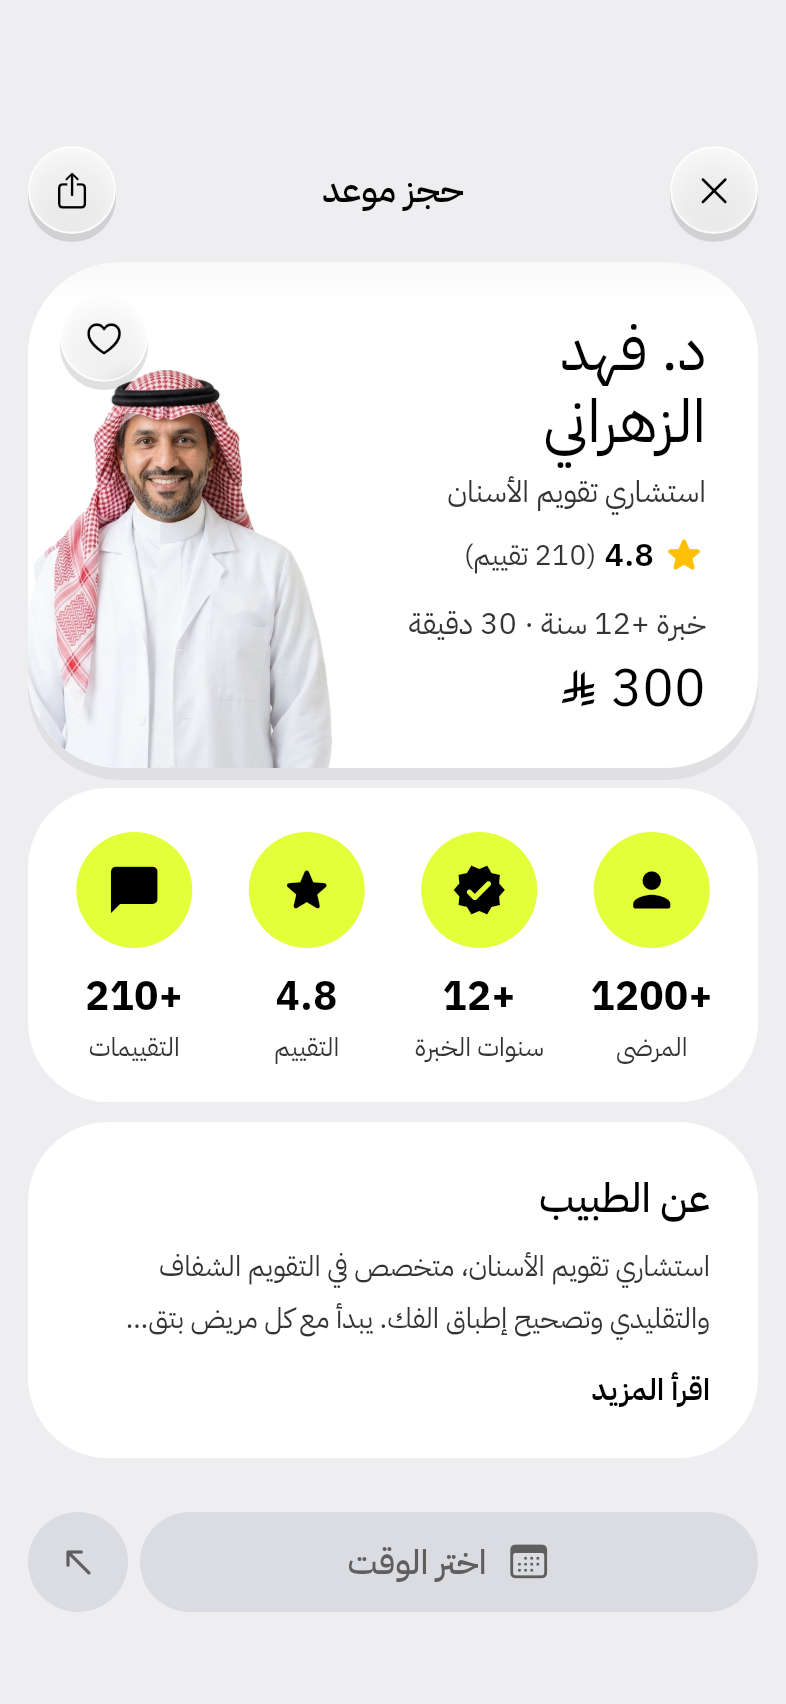 حجز موعد
د. فهد
الزهراني
استشاري تقويم الأسنان
4.8 (210 تقييم)
خبرة +12 سنة · 30 دقيقة
300 ⃁
+1200
المرضى
+12
سنوات الخبرة
4.8
التقييم
+210
التقييمات
عن الطبيب
استشاري تقويم الأسنان، متخصص في التقويم الشفاف
والتقليدي وتصحيح إطباق الفك. يبدأ مع كل مريض بتق...
اقرأ المزيد
اختر الوقت